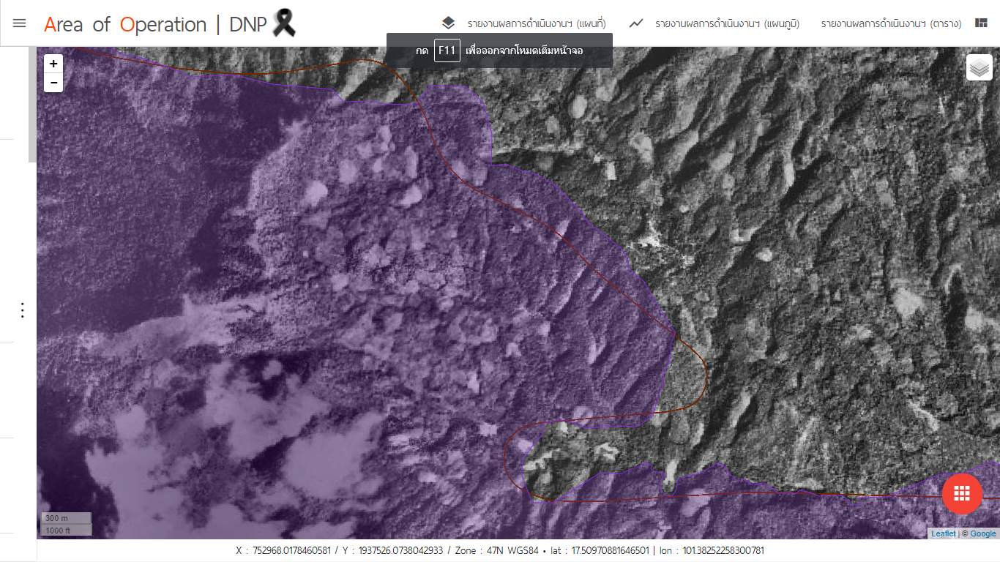 Area of Operation | DNP
รายงานผลการดำเนินงานฯ (แผนที่)
รายงานผลการดำเนินงานฯ (แผนภูมิ)
รายงานผลการดำเนินงานฯ (ตาราง)
กด F11 เพื่อออกจากโหมดเต็มหน้าจอ
+
−
300 m
1000 ft
Leaflet | © Google
X : 752968.0178460581 / Y : 1937526.0738042933 / Zone : 47N WGS84 • lat : 17.50970881646501 | lon : 101.38252258300781